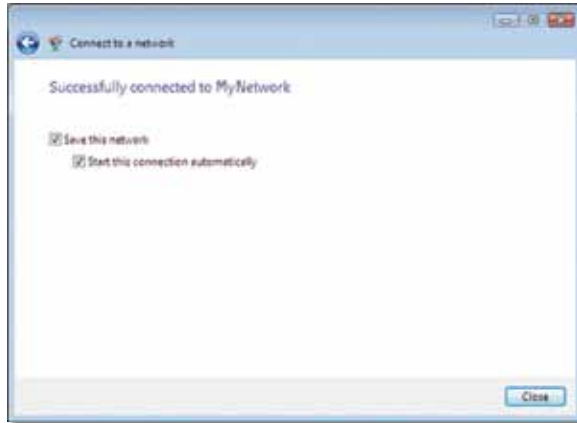 Connect to a network
Successfully connected to MyNetwork
Save this network
Start this connection automatically
Close